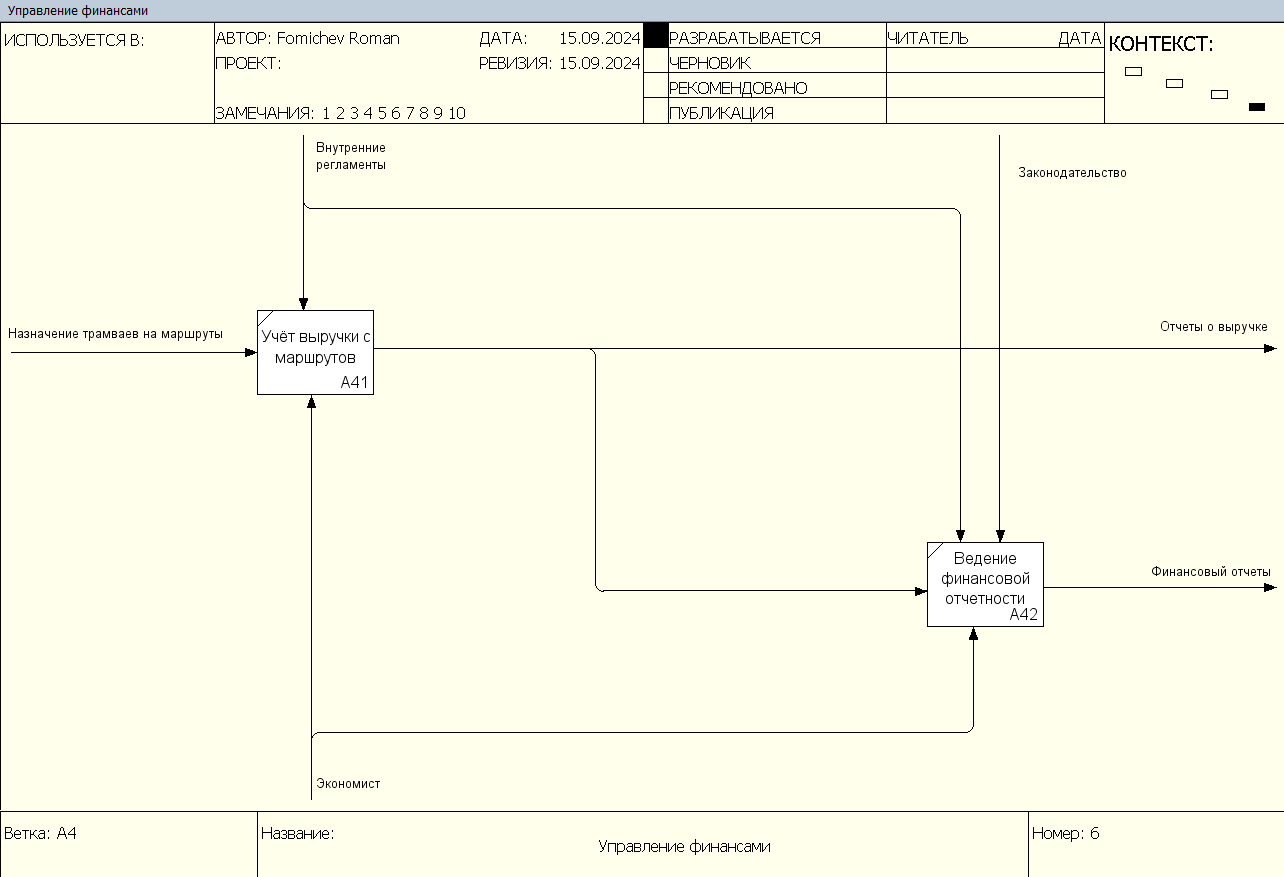 Управление финансами
ИСПОЛЬЗУЕТСЯ В:
АВТОР: Fomichev Roman
ДАТА: 15.09.2024
ПРОЕКТ:
РЕВИЗИЯ: 15.09.2024
ЗАМЕЧАНИЯ: 1 2 3 4 5 6 7 8 9 10
РАЗРАБАТЫВАЕТСЯ
ЧЕРНОВИК
РЕКОМЕНДОВАНО
ПУБЛИКАЦИЯ
ЧИТАТЕЛЬ
ДАТА
КОНТЕКСТ:
Внутренние
регламенты
Законодательство
Назначение трамваев на маршруты
Учёт выручки с
маршрутов
A41
Отчеты о выручке
Ведение
финансовой
отчетности
A42
Финансовый отчеты
Экономист
Ветка: A4
Название:
Управление финансами
Номер: 6